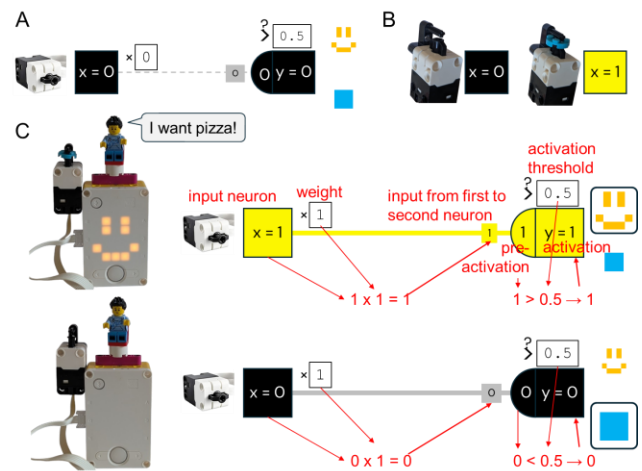 A
x = 0
× 0
0
?
>
0.5
0 y = 0
B
x = 0
x = 1
C
I want pizza!
input neuron
x = 1
weight
× 1
input from first to
second neuron
1
activation
threshold
?
>
0.5
1 y = 1
pre-
activation
activation
1 x 1 = 1
1 > 0.5 → 1
x = 0
× 1
0
?
>
0.5
0 y = 0
0 x 1 = 0
0 < 0.5 → 0